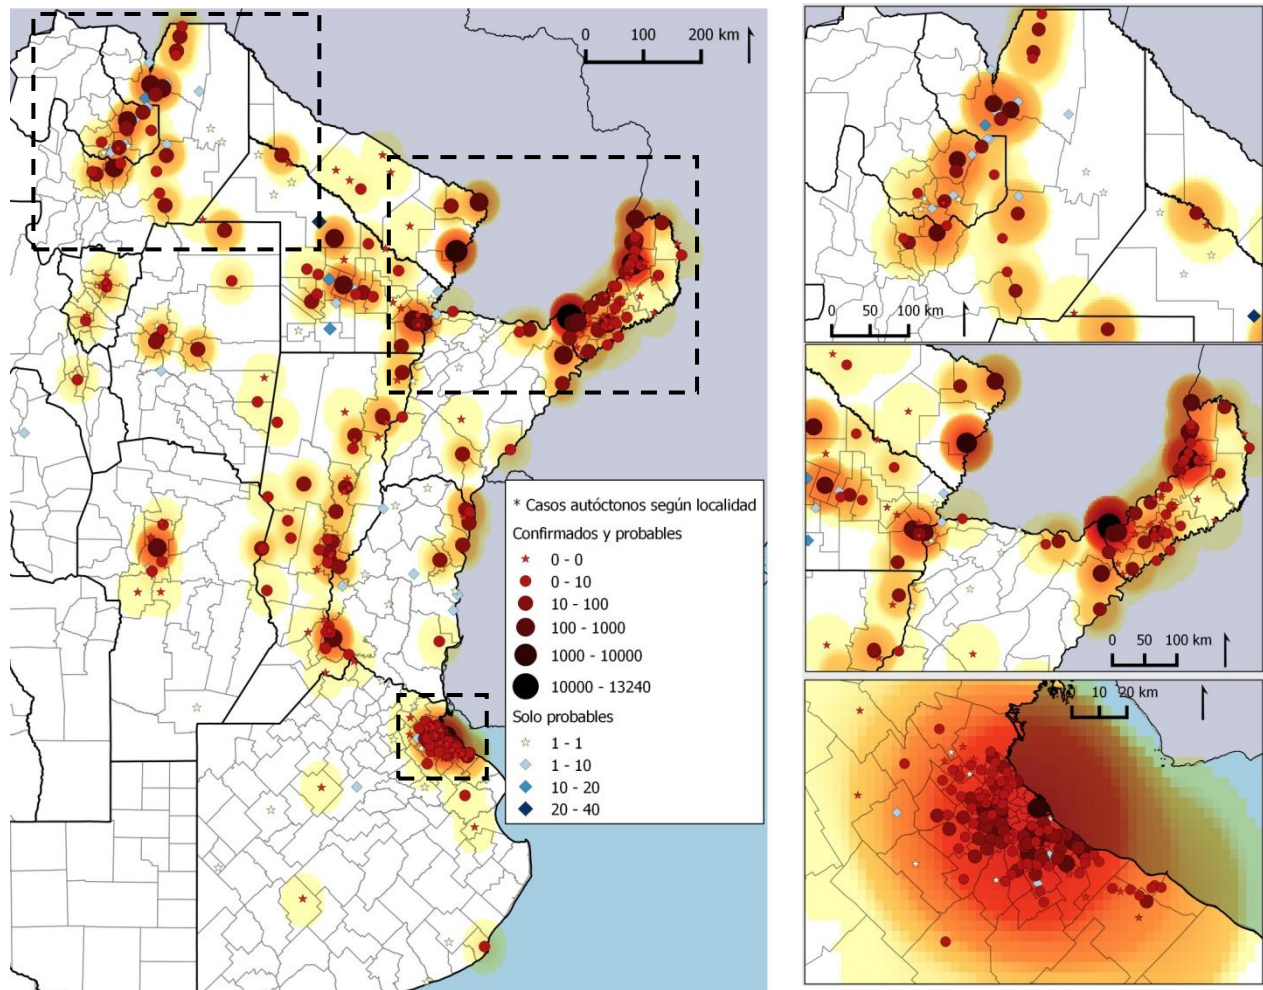 0 100 200 km
* Casos autóctonos según localidad
Confirmados y probables
0 - 0
0 - 10
10 - 100
100 - 1000
1000 - 10000
10000 - 13240
Solo probables
1 - 1
1 - 10
10 - 20
20 - 40
0 50 100 km
0 50 100 km
10 20 km